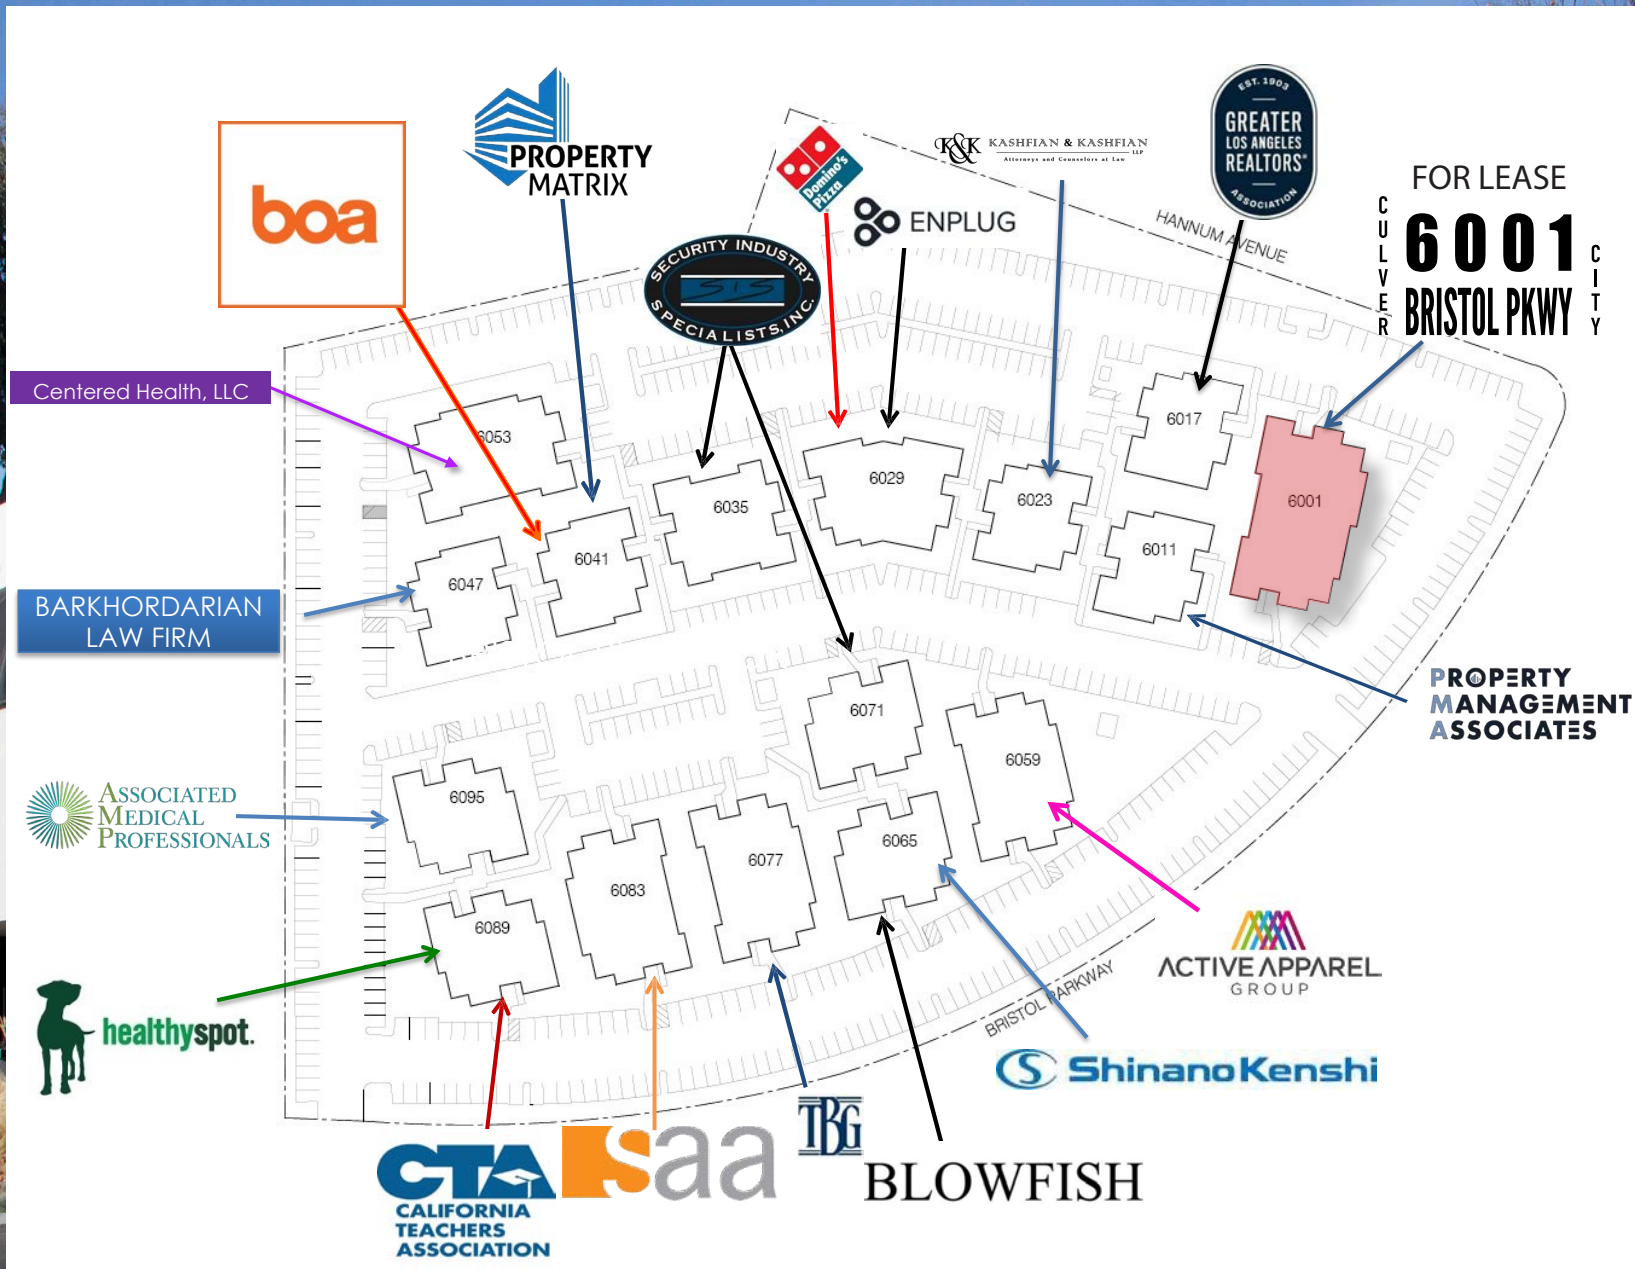 boa
PROPERTY
MATRIX
SECURITY INDUSTRY
SIS
SPECIALISTS, INC.
Domino's
Pizza
ENPLUG
K&K KASHFIAN & KASHFIAN LLP
Attorneys and Counselors at Law
EST. 1903
GREATER
LOS ANGELES
REALTORS®
ASSOCIATION
HANNUM AVENUE
FOR LEASE
CULVER
6001
BRISTOL PKWY
CITY
Centered Health, LLC
6053
6035
6029
6023
6017
6001
6041
6047
6011
BARKHORDARIAN
LAW FIRM
PROPERTY
MANAGEMENT
ASSOCIATES
6071
6059
6095
6065
6077
6083
6089
ASSOCIATED
MEDICAL
PROFESSIONALS
healthyspot.
ACTIVE APPAREL
GROUP
BRISTOL PARKWAY
ShinanoKenshi
CTA
CALIFORNIA
TEACHERS
ASSOCIATION
saa
TBG
BLOWFISH